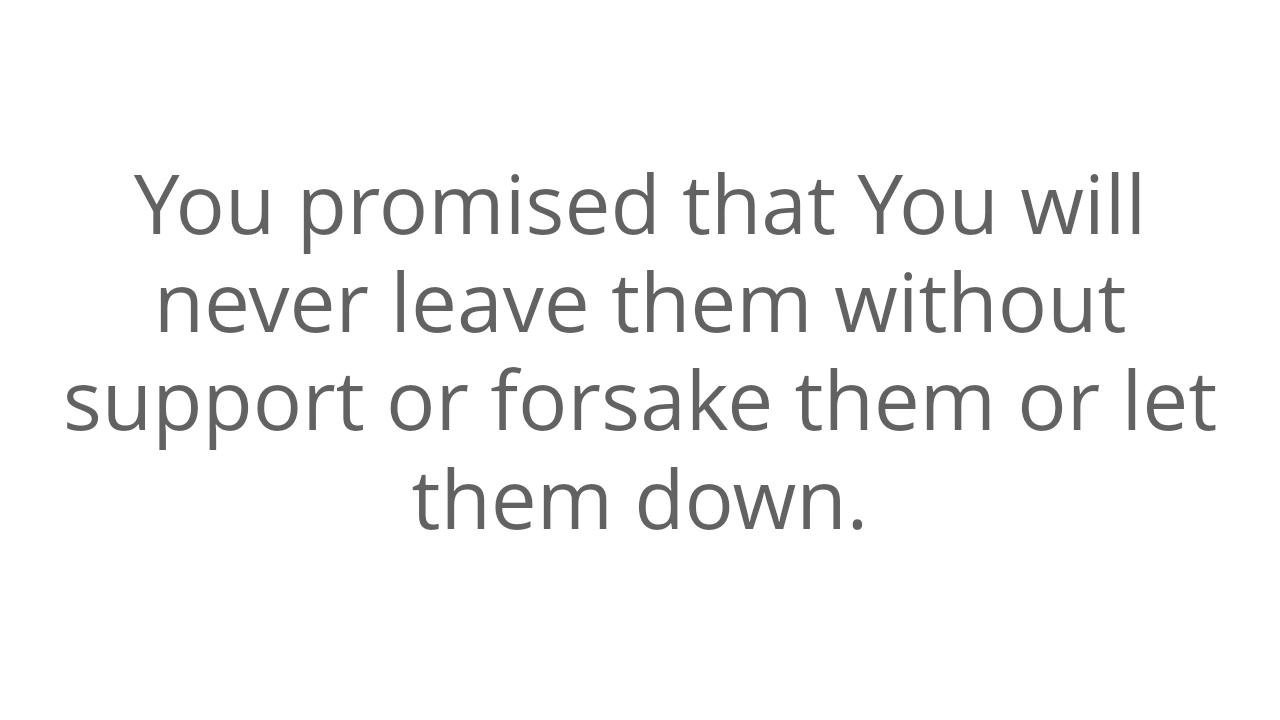 You promised that You will
never leave them without
support or forsake them or let
them down.